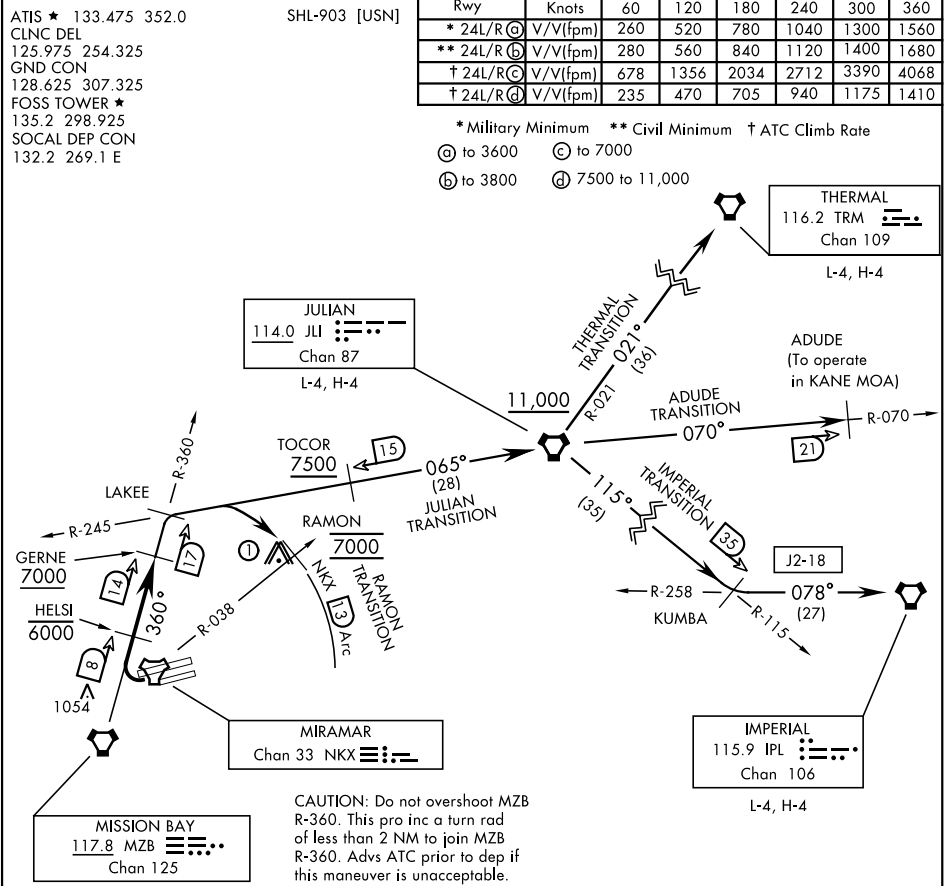 ATIS ★ 133.475 352.0
CLNC DEL
125.975 254.325
GND CON
128.625 307.325
FOSS TOWER ★
135.2 298.925
SOCAL DEP CON
132.2 269.1 E
SHL-903 [USN]
Rwy Knots 60 120 180 240 300 360
* 24L/R ⓐ V/V(fpm) 260 520 780 1040 1300 1560
** 24L/R ⓑ V/V(fpm) 280 560 840 1120 1400 1680
† 24L/R ⓒ V/V(fpm) 678 1356 2034 2712 3390 4068
† 24L/R ⓓ V/V(fpm) 235 470 705 940 1175 1410
* Military Minimum ** Civil Minimum † ATC Climb Rate
ⓐ to 3600 ⓒ to 7000
ⓑ to 3800 ⓓ 7500 to 11,000
THERMAL
116.2 TRM
Chan 109
L-4, H-4
JULIAN
114.0 JLI
Chan 87
L-4, H-4
THERMAL
TRANSITION
021°
(36)
R-021
ADUDE
(To operate
in KANE MOA)
11,000
ADUDE
TRANSITION
070°
R-070
21
TOCOR
7500
15
065°
(28)
JULIAN
TRANSITION
R-360
LAKEE
R-245
GERNE
7000
14
17
HELSI
6000
360°
8
1054
1
RAMON
7000
RAMON
TRANSITION
R-038
NKX 13 Arc
115°
(35)
IMPERIAL
TRANSITION
35
J2-18
R-258
078°
(27)
KUMBA
R-115
MIRAMAR
Chan 33 NKX
IMPERIAL
115.9 IPL
Chan 106
L-4, H-4
MISSION BAY
117.8 MZB
Chan 125
CAUTION: Do not overshoot MZB
R-360. This pro inc a turn rad
of less than 2 NM to join MZB
R-360. Advs ATC prior to dep if
this maneuver is unacceptable.